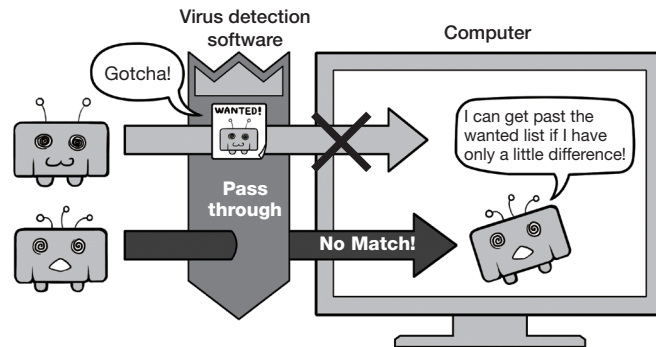 Virus detection
software
Computer
Gotcha!
WANTED!
I can get past the
wanted list if I have
only a little difference!
Pass
through
No Match!